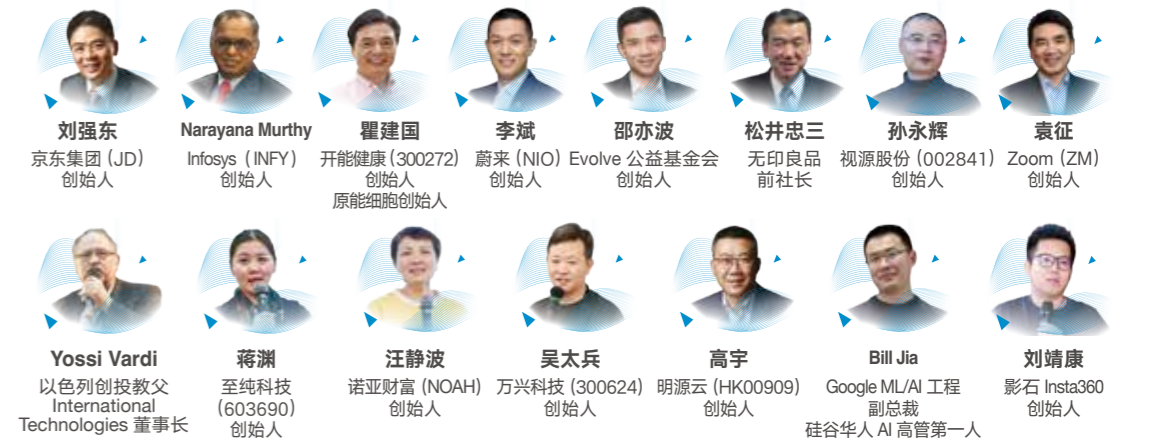 刘强东
京东集团（JD）
创始人
Narayana Murthy
Infosys（INFY）
创始人
瞿建国
开能健康（300272）
创始人
原能细胞创始人
李斌
蔚来（NIO）
创始人
邵亦波
Evolve 公益基金会
创始人
松井忠三
无印良品
前社长
孙永辉
视源股份（002841）
创始人
袁征
Zoom（ZM）
创始人
Yossi Vardi
以色列创投教父
International
Technologies 董事长
蒋渊
至纯科技
（603690）
创始人
汪静波
诺亚财富（NOAH）
创始人
吴太兵
万兴科技（300624）
创始人
高宇
明源云（HK00909）
创始人
Bill Jia
Google ML/AI 工程
副总裁
硅谷华人 AI 高管第一人
刘靖康
影石 Insta360
创始人